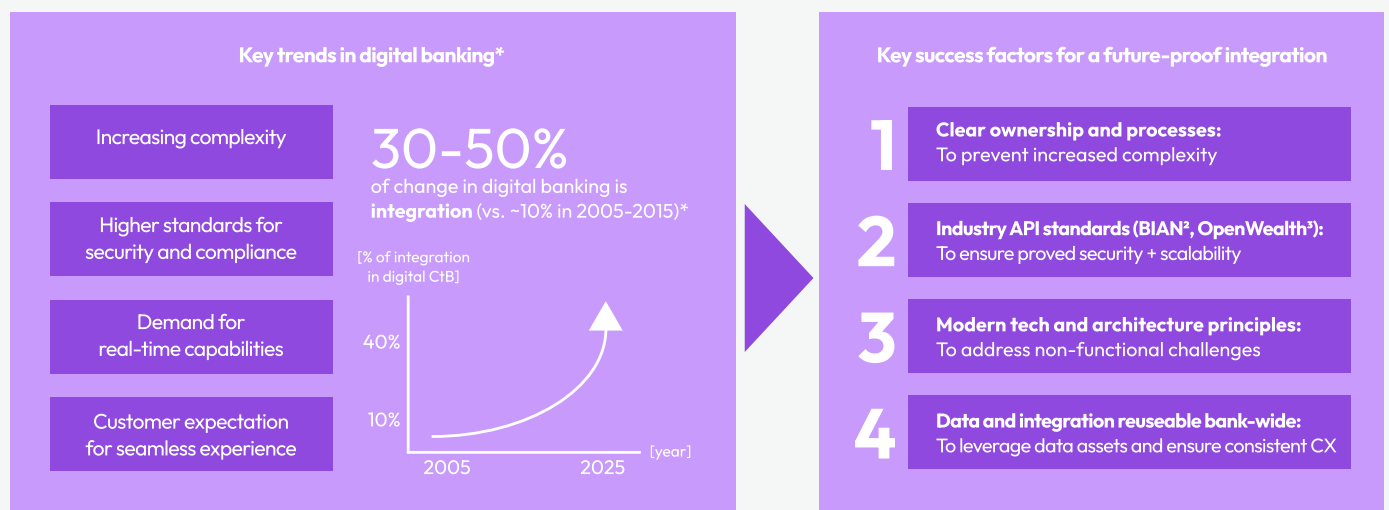 Key trends in digital banking*
Increasing complexity
Higher standards for
security and compliance
Demand for
real-time capabilities
Customer expectation
for seamless experience
30-50%
of change in digital banking is
integration (vs. ~10% in 2005-2015)*
[% of integration
in digital CtB]
40%
10%
2005
2025
[year]
Key success factors for a future-proof integration
1
Clear ownership and processes:
To prevent increased complexity
2
Industry API standards (BIAN², OpenWealth³):
To ensure proved security + scalability
3
Modern tech and architecture principles:
To address non-functional challenges
4
Data and integration reuseable bank-wide:
To leverage data assets and ensure consistent CX